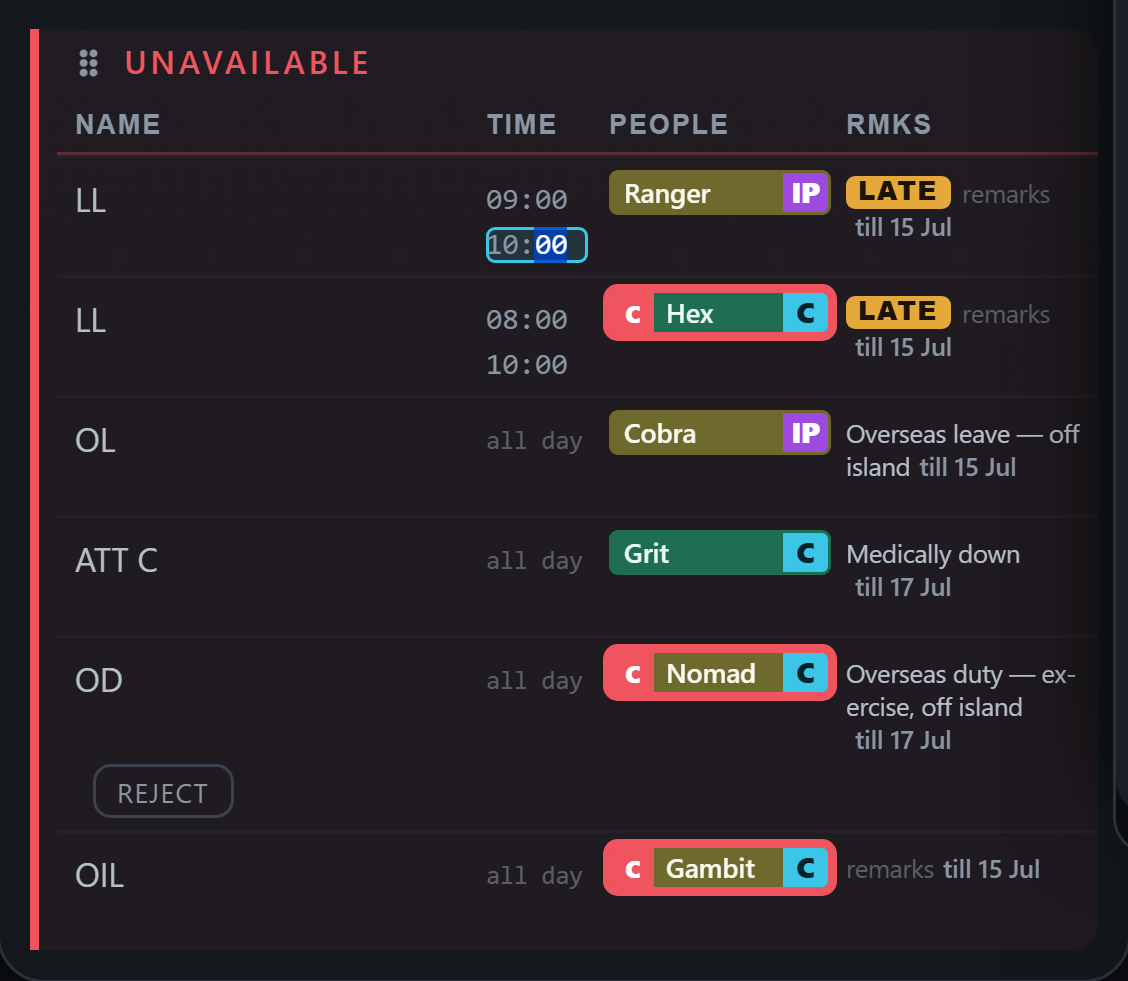 UNAVAILABLE
NAME TIME PEOPLE RMKS
LL 09:00 Ranger IP LATE remarks
10:00 till 15 Jul
LL 08:00 c Hex C LATE remarks
10:00 till 15 Jul
OL all day Cobra IP Overseas leave — off
island till 15 Jul
ATT C all day Grit C Medically down
till 17 Jul
OD all day c Nomad C Overseas duty — ex-
ercise, off island
till 17 Jul
REJECT
OIL all day c Gambit C remarks till 15 Jul